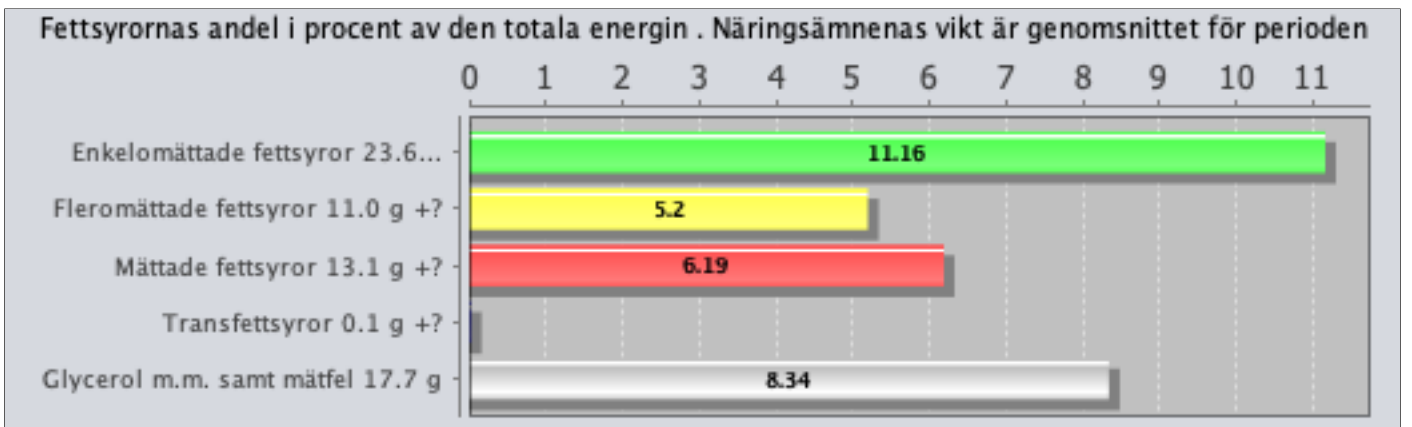 Fettsyrornas andel i procent av den totala energin . Näringsämnenas vikt är genomsnittet för perioden
0 1 2 3 4 5 6 7 8 9 10 11
Enkelomättade fettsyror 23.6... 11.16
Fleromättade fettsyror 11.0 g +? 5.2
Mättade fettsyror 13.1 g +? 6.19
Transfettsyror 0.1 g +?
Glycerol m.m. samt mätfel 17.7 g 8.34